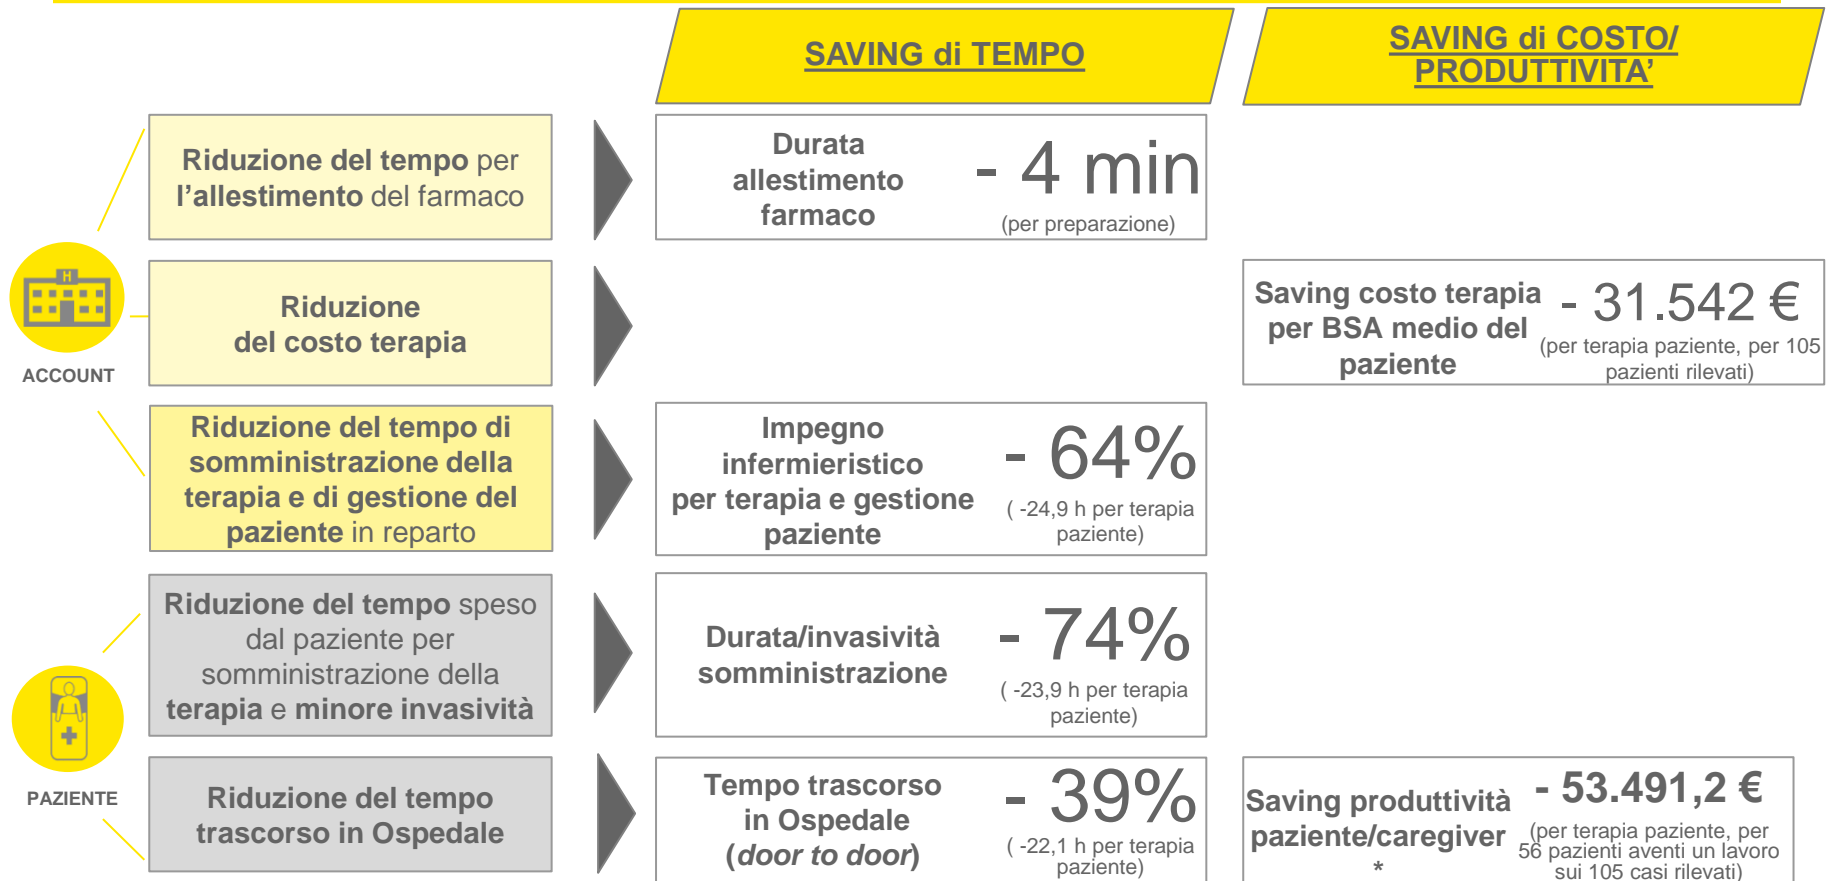 SAVING di TEMPO
SAVING di COSTO/
PRODUTTIVITA’
Riduzione del tempo per
l’allestimento del farmaco
Durata
allestimento
farmaco
- 4 min
(per preparazione)
H
ACCOUNT
Riduzione
del costo terapia
Saving costo terapia
per BSA medio del
paziente
- 31.542 €
(per terapia paziente, per 105
pazienti rilevati)
Riduzione del tempo di
somministrazione della
terapia e di gestione del
paziente in reparto
Impegno
infermieristico
per terapia e gestione
paziente
- 64%
( -24,9 h per terapia
paziente)
Riduzione del tempo speso
dal paziente per
somministrazione della
terapia e minore invasività
Durata/invasività
somministrazione
- 74%
( -23,9 h per terapia
paziente)
PAZIENTE
Riduzione del tempo
trascorso in Ospedale
Tempo trascorso
in Ospedale
(door to door)
- 39%
( -22,1 h per terapia
paziente)
Saving produttività
paziente/caregiver
*
- 53.491,2 €
(per terapia paziente, per
56 pazienti aventi un lavoro
sui 105 casi rilevati)